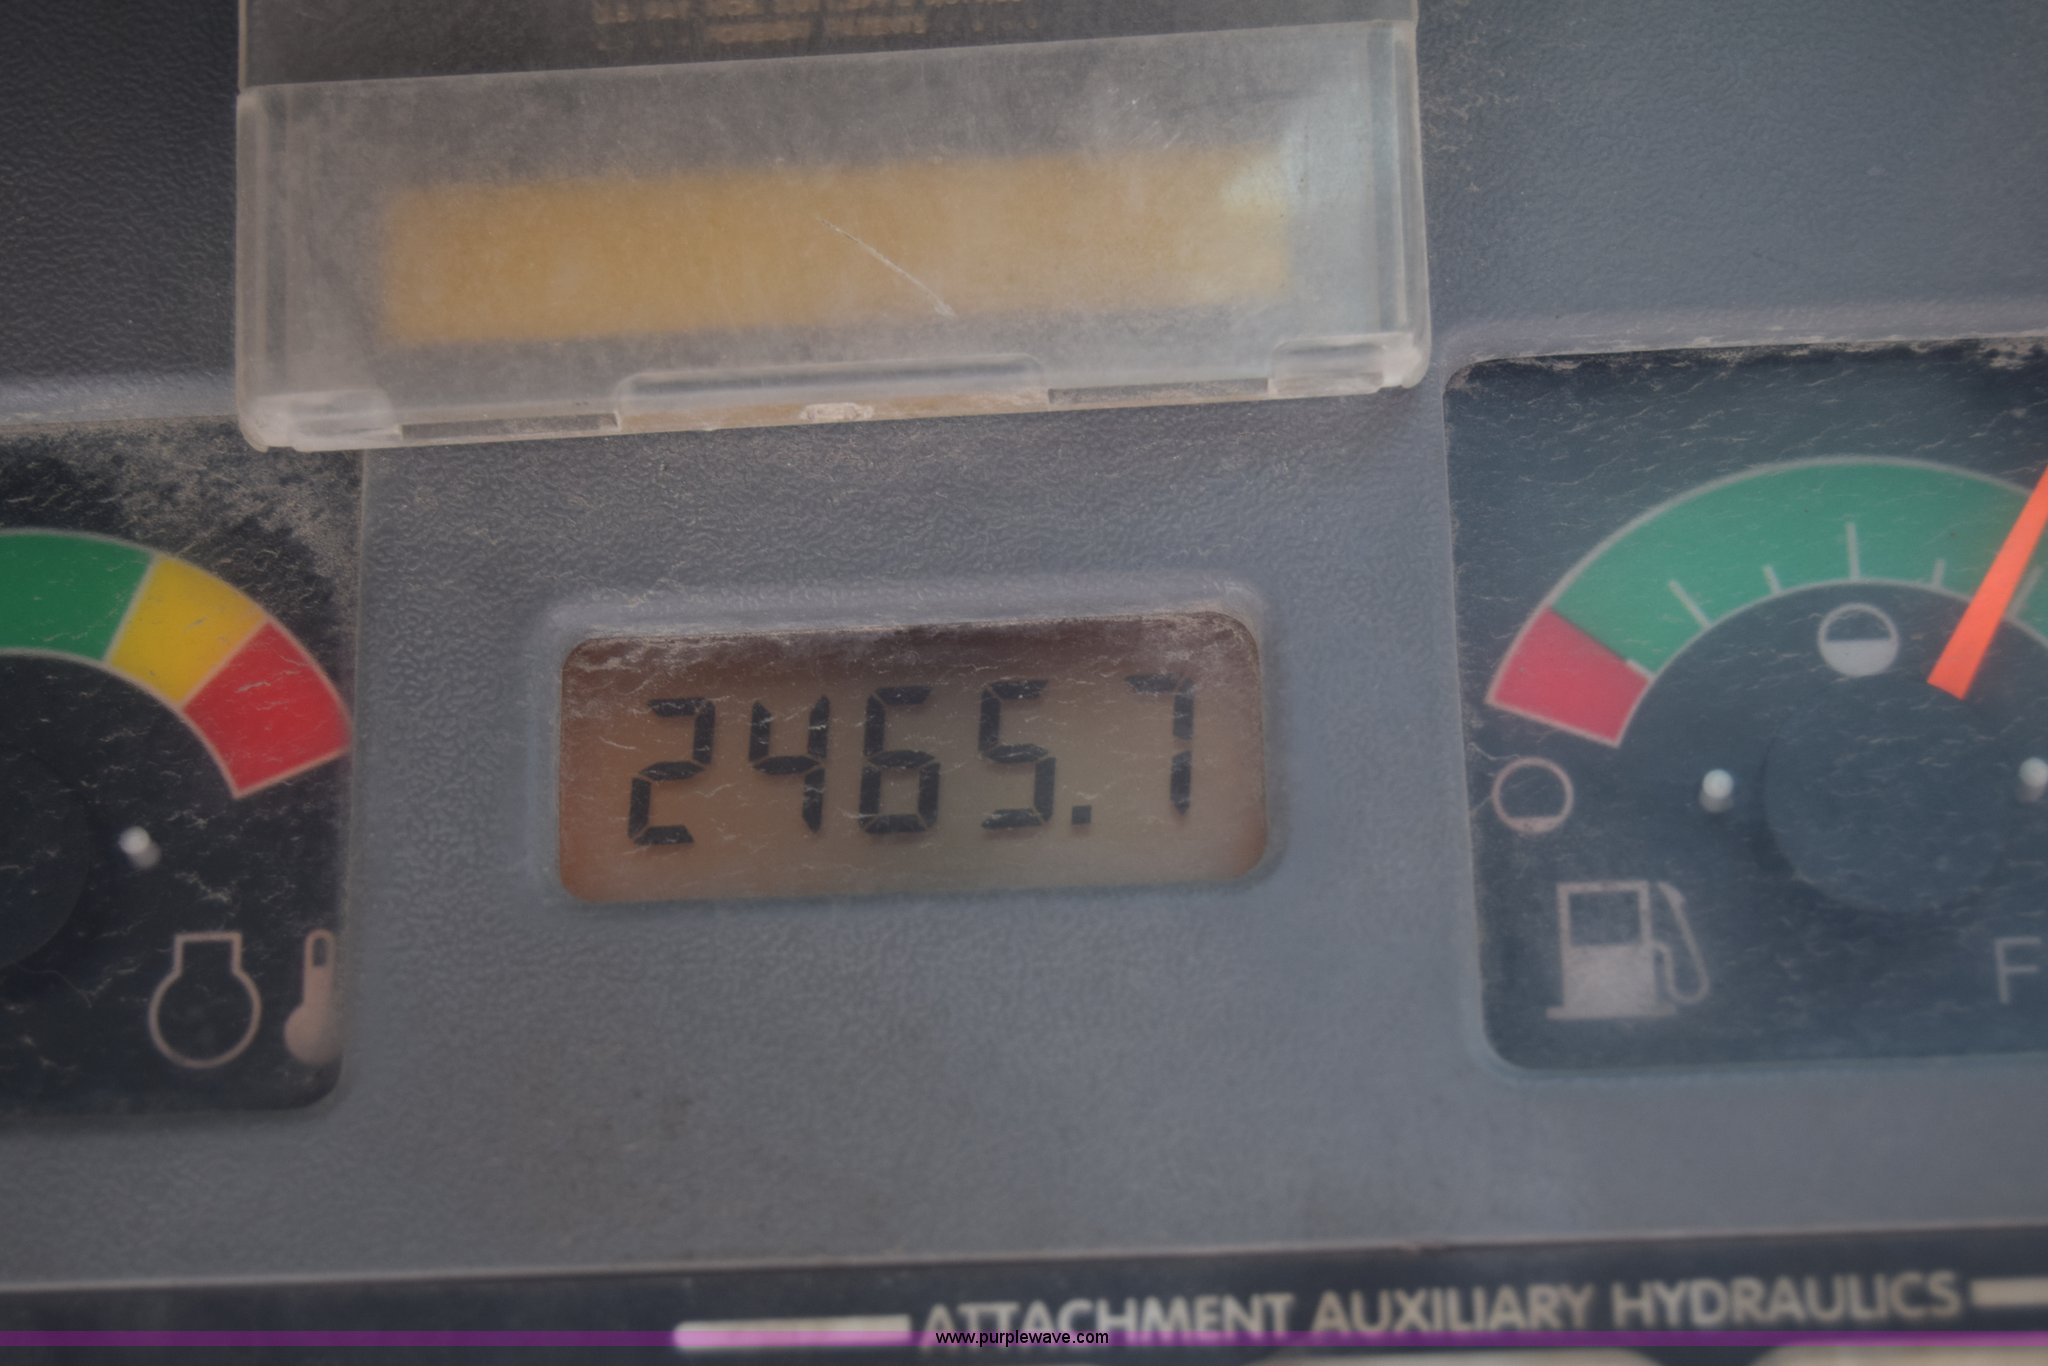 2465.7
F
ATTACHMENT AUXILIARY HYDRAULICS
www.purplewave.com